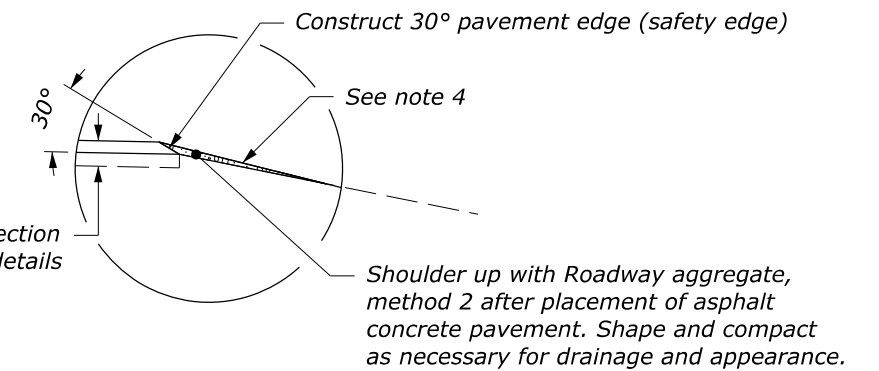 Construct 30° pavement edge (safety edge)
See note 4
30°
ection
details
Shoulder up with Roadway aggregate,
method 2 after placement of asphalt
concrete pavement. Shape and compact
as necessary for drainage and appearance.